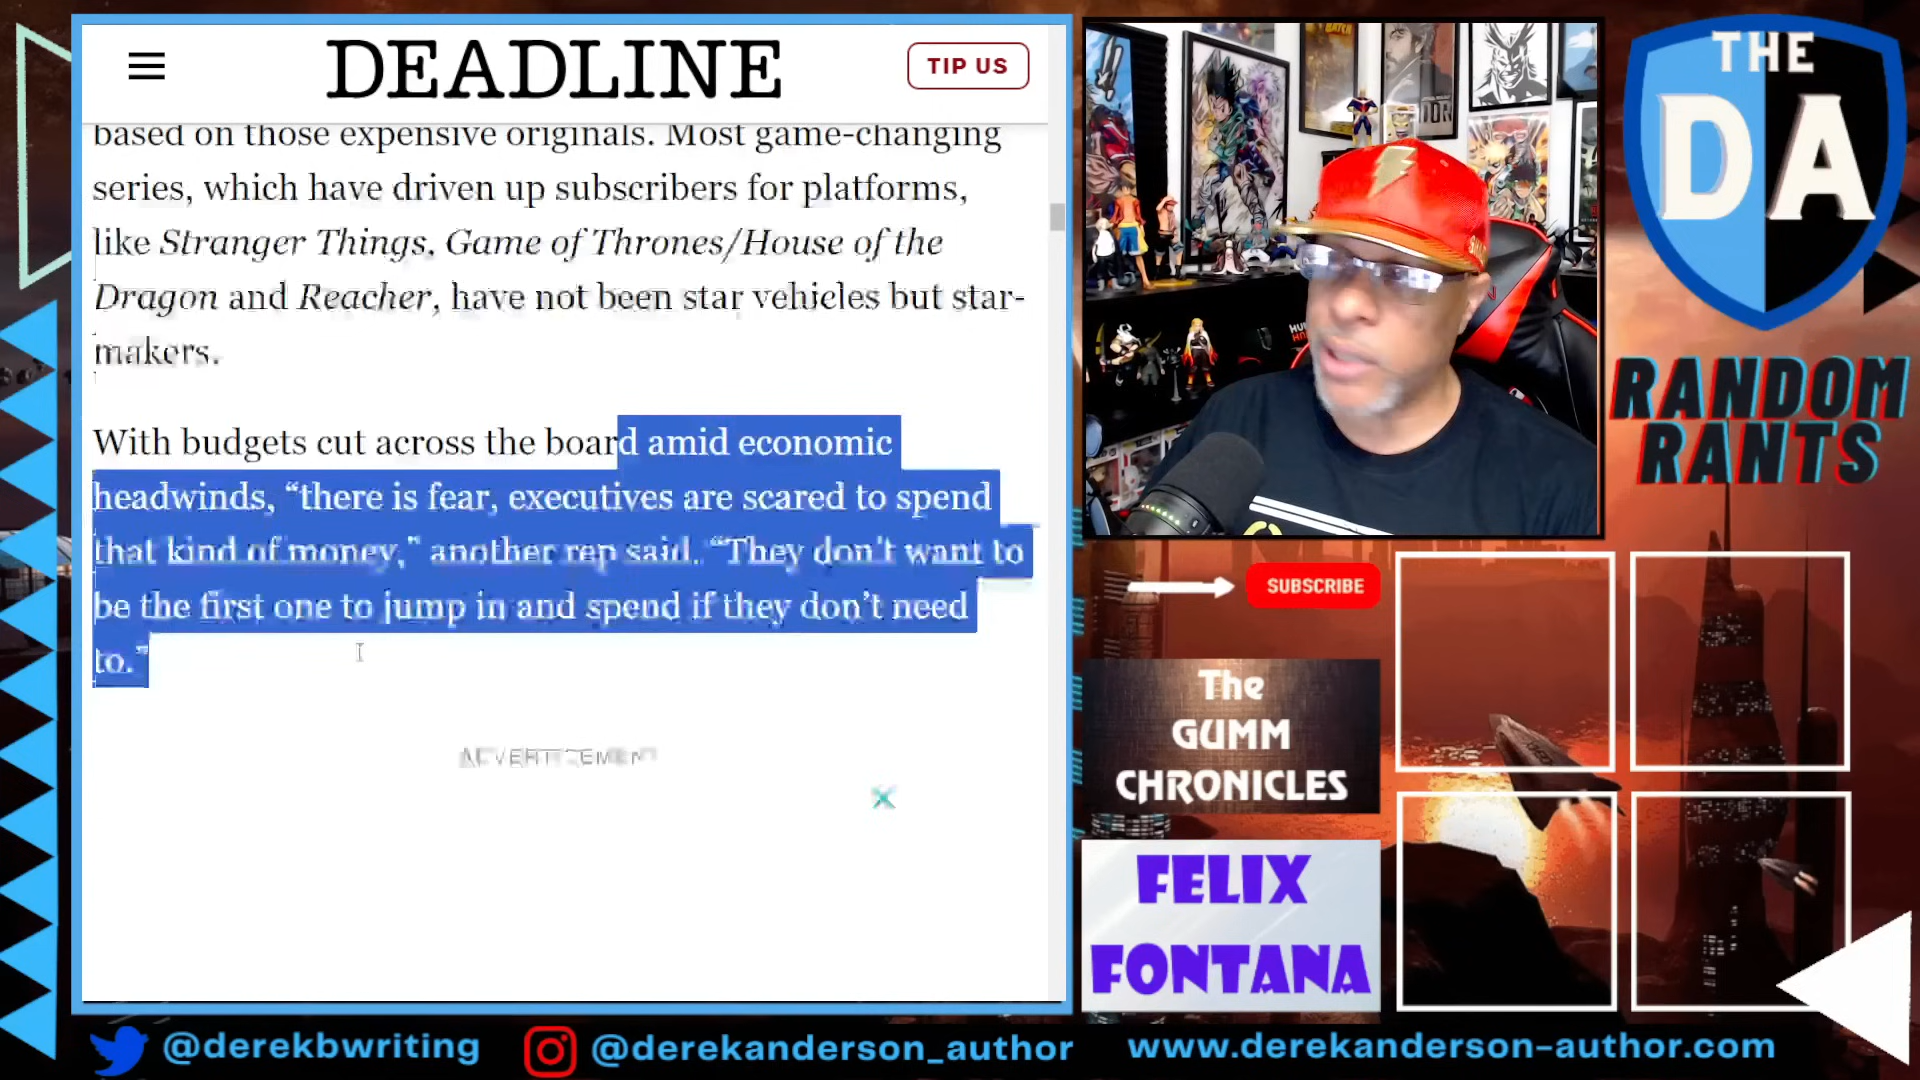 DEADLINE
TIP US
based on those expensive originals. Most game-changing
series, which have driven up subscribers for platforms,
like Stranger Things, Game of Thrones/House of the
Dragon and Reacher, have not been star vehicles but star-
makers.
With budgets cut across the board amid economic
headwinds, “there is fear, executives are scared to spend
that kind of money,” another rep said. “They don't want to
be the first one to jump in and spend if they don’t need
to.”
ADVERTISEMENT
THE
DA
RANDOM
RANTS
SUBSCRIBE
The
GUMM
CHRONICLES
FELIX
FONTANA
@derekbwriting
@derekanderson_author
www.derekanderson-author.com